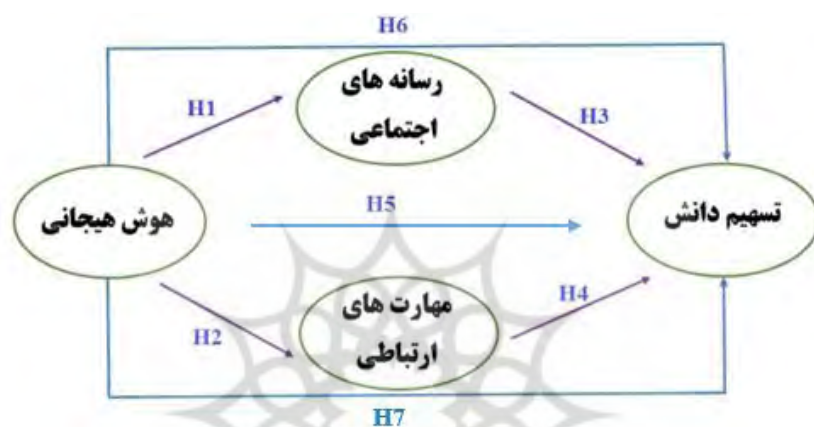 H6
رسانه های
اجتماعی
H1
H3
هوش هیجانی
H5
تسهیم دانش
مهارت های
ارتباطی
H2
H4
H7